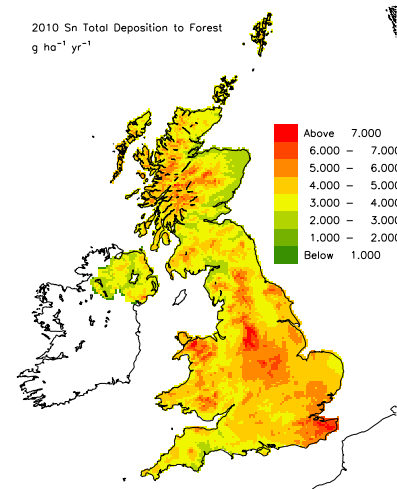 2010 Sn Total Deposition to Forest
g ha⁻¹ yr⁻¹
Above 7.000
6.000 – 7.000
5.000 – 6.000
4.000 – 5.000
3.000 – 4.000
2.000 – 3.000
1.000 – 2.000
Below 1.000